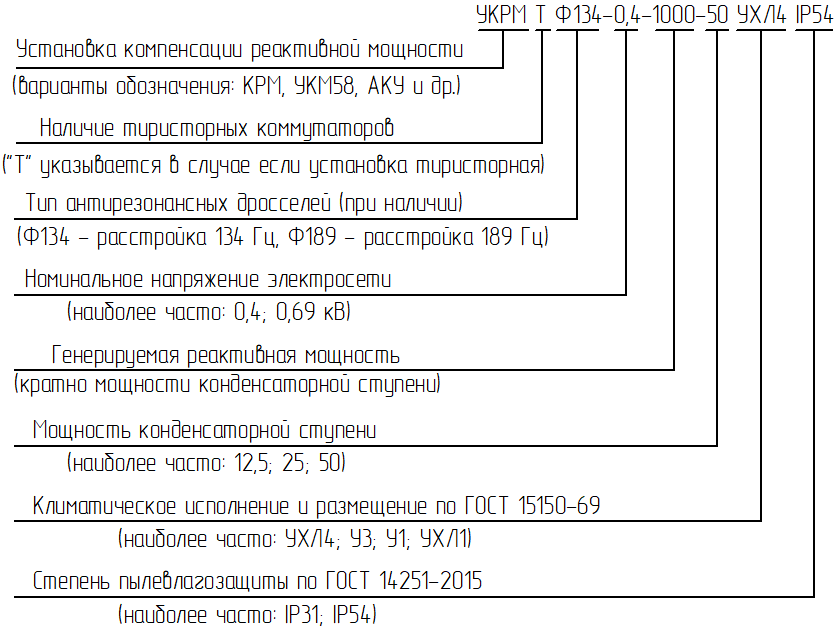 УКРМ Т Ф134-0,4-1000-50 УХЛ4 IP54
Установка компенсации реактивной мощности
(варианты обозначения: КРМ, УКМ58, АКУ и др.)
Наличие тиристорных коммутаторов
("Т" указывается в случае если установка тиристорная)
Тип антирезонансных дросселей (при наличии)
(Ф134 - расстройка 134 Гц, Ф189 - расстройка 189 Гц)
Номинальное напряжение электросети
(наиболее часто: 0,4; 0,69 кВ)
Генерируемая реактивная мощность
(кратно мощности конденсаторной ступени)
Мощность конденсаторной ступени
(наиболее часто: 12,5; 25; 50)
Климатическое исполнение и размещение по ГОСТ 15150-69
(наиболее часто: УХЛ4; У3; У1; УХЛ1)
Степень пылевлагозащиты по ГОСТ 14251-2015
(наиболее часто: IP31; IP54)